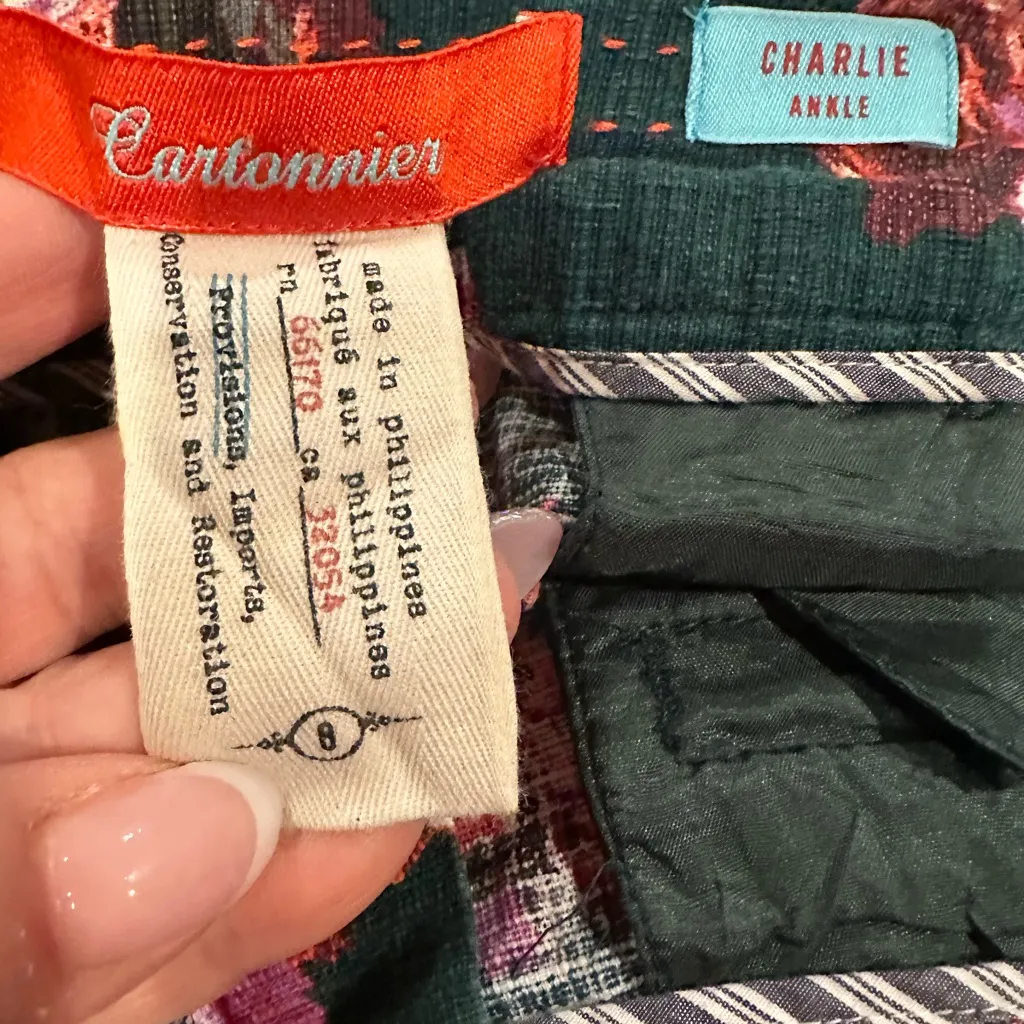 Cartonnier
CHARLIE
ANKLE
made in philippines
fabriqué aux philippines
rn 66170 ca 32054
Provisions, Imports,
Conservation and Restoration
8